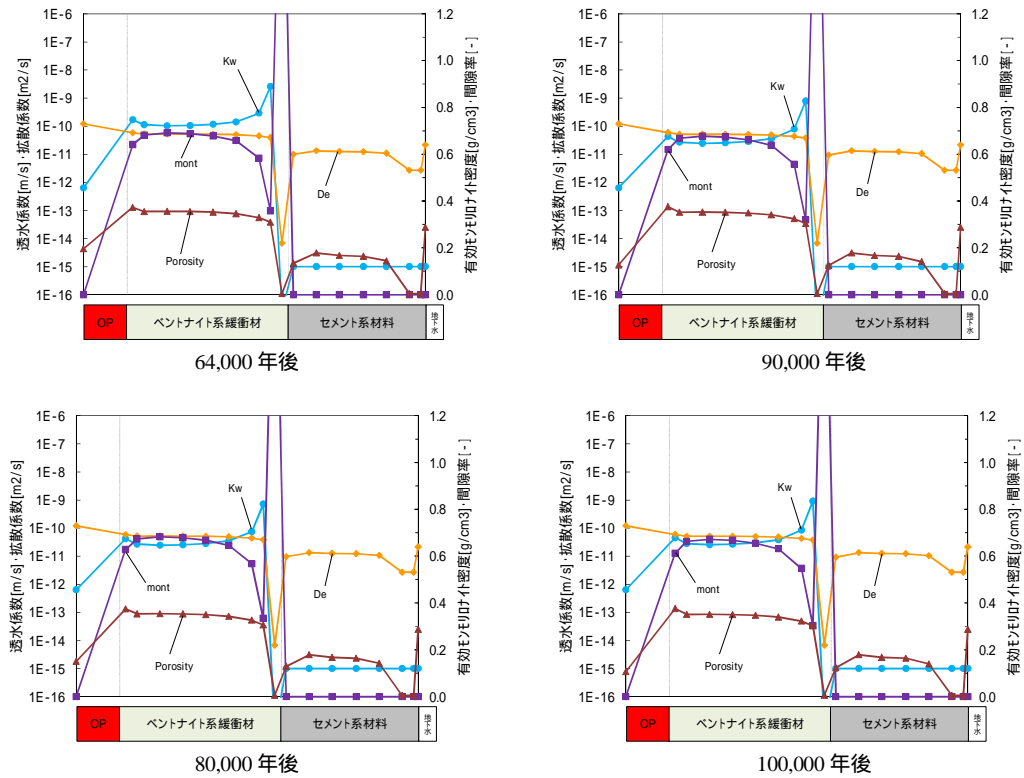 1E-6
1E-7
1E-8
1E-9
1E-10
1E-11
1E-12
1E-13
1E-14
1E-15
1E-16
透水係数[m/s]・拡散係数[m2/s]
1.2
1.0
0.8
0.6
0.4
0.2
0.0
有効モンモリロナイト密度[g/cm3]・間隙率[-]
Kw
mont
De
Porosity
OP
ベントナイト系緩衝材
セメント系材料
地下水
64,000 年後
1E-6
1E-7
1E-8
1E-9
1E-10
1E-11
1E-12
1E-13
1E-14
1E-15
1E-16
透水係数[m/s]・拡散係数[m2/s]
1.2
1.0
0.8
0.6
0.4
0.2
0.0
有効モンモリロナイト密度[g/cm3]・間隙率[-]
Kw
mont
De
Porosity
OP
ベントナイト系緩衝材
セメント系材料
地下水
90,000 年後
1E-6
1E-7
1E-8
1E-9
1E-10
1E-11
1E-12
1E-13
1E-14
1E-15
1E-16
透水係数[m/s]・拡散係数[m2/s]
1.2
1.0
0.8
0.6
0.4
0.2
0.0
有効モンモリロナイト密度[g/cm3]・間隙率[-]
Kw
mont
De
Porosity
OP
ベントナイト系緩衝材
セメント系材料
地下水
80,000 年後
1E-6
1E-7
1E-8
1E-9
1E-10
1E-11
1E-12
1E-13
1E-14
1E-15
1E-16
透水係数[m/s]・拡散係数[m2/s]
1.2
1.0
0.8
0.6
0.4
0.2
0.0
有効モンモリロナイト密度[g/cm3]・間隙率[-]
Kw
mont
De
Porosity
OP
ベントナイト系緩衝材
セメント系材料
地下水
100,000 年後